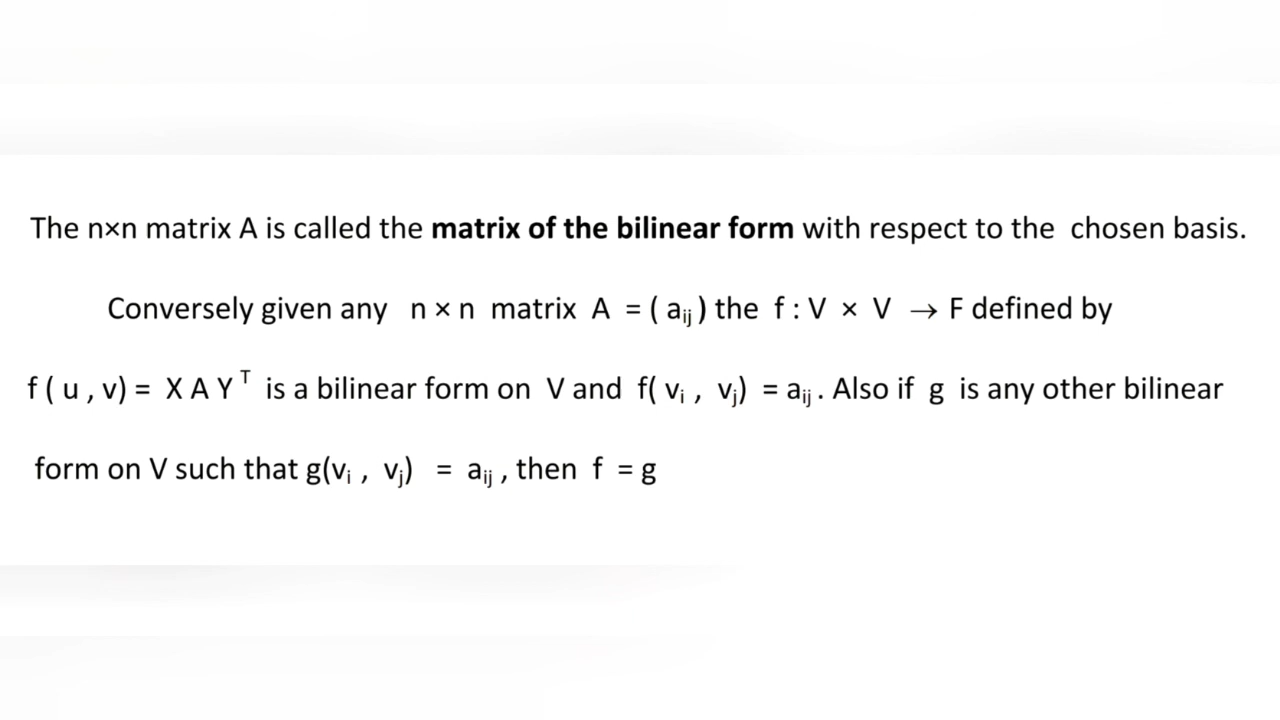 The n×n matrix A is called the matrix of the bilinear form with respect to the chosen basis.
Conversely given any n × n matrix A = ( aᵢⱼ ) the f : V × V → F defined by
f ( u , v) = X A Yᵀ is a bilinear form on V and f( vᵢ , vⱼ) = aᵢⱼ . Also if g is any other bilinear
form on V such that g(vᵢ , vⱼ) = aᵢⱼ , then f = g